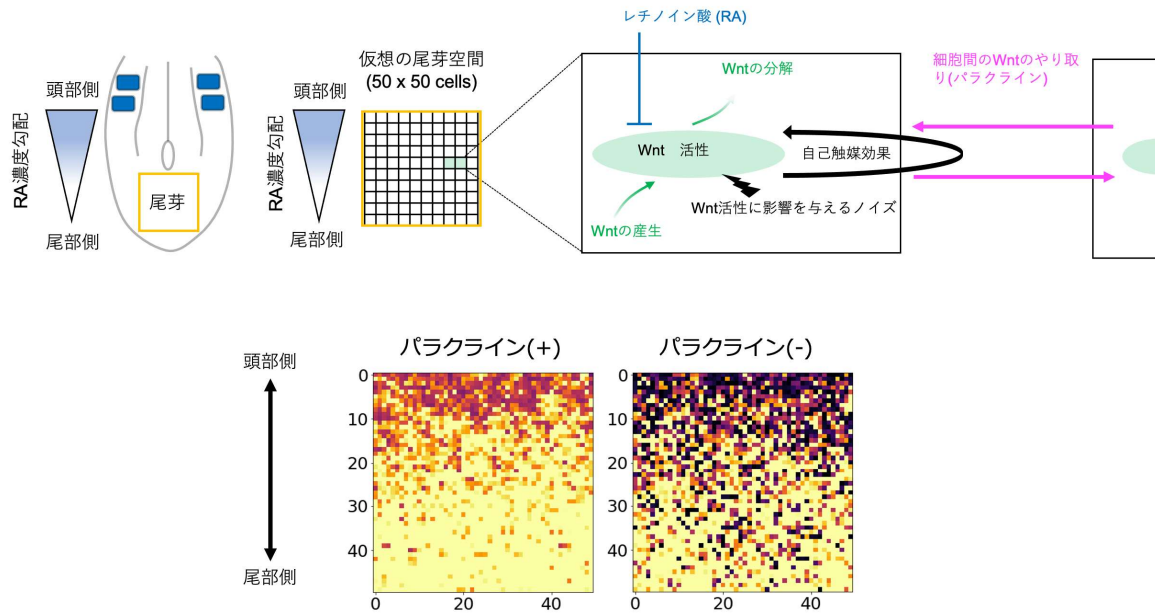 レチノイン酸 (RA)
仮想の尾芽空間
(50 x 50 cells)
細胞間のWntのやり取
り(パラクライン)
Wntの分解
頭部側
頭部側
RA濃度勾配
RA濃度勾配
Wnt 活性
自己触媒効果
尾芽
Wnt活性に影響を与えるノイズ
Wntの産生
尾部側
尾部側
パラクライン(+)
パラクライン(-)
頭部側
尾部側
0
10
20
30
40
0 20 40
0
10
20
30
40
0 20 40